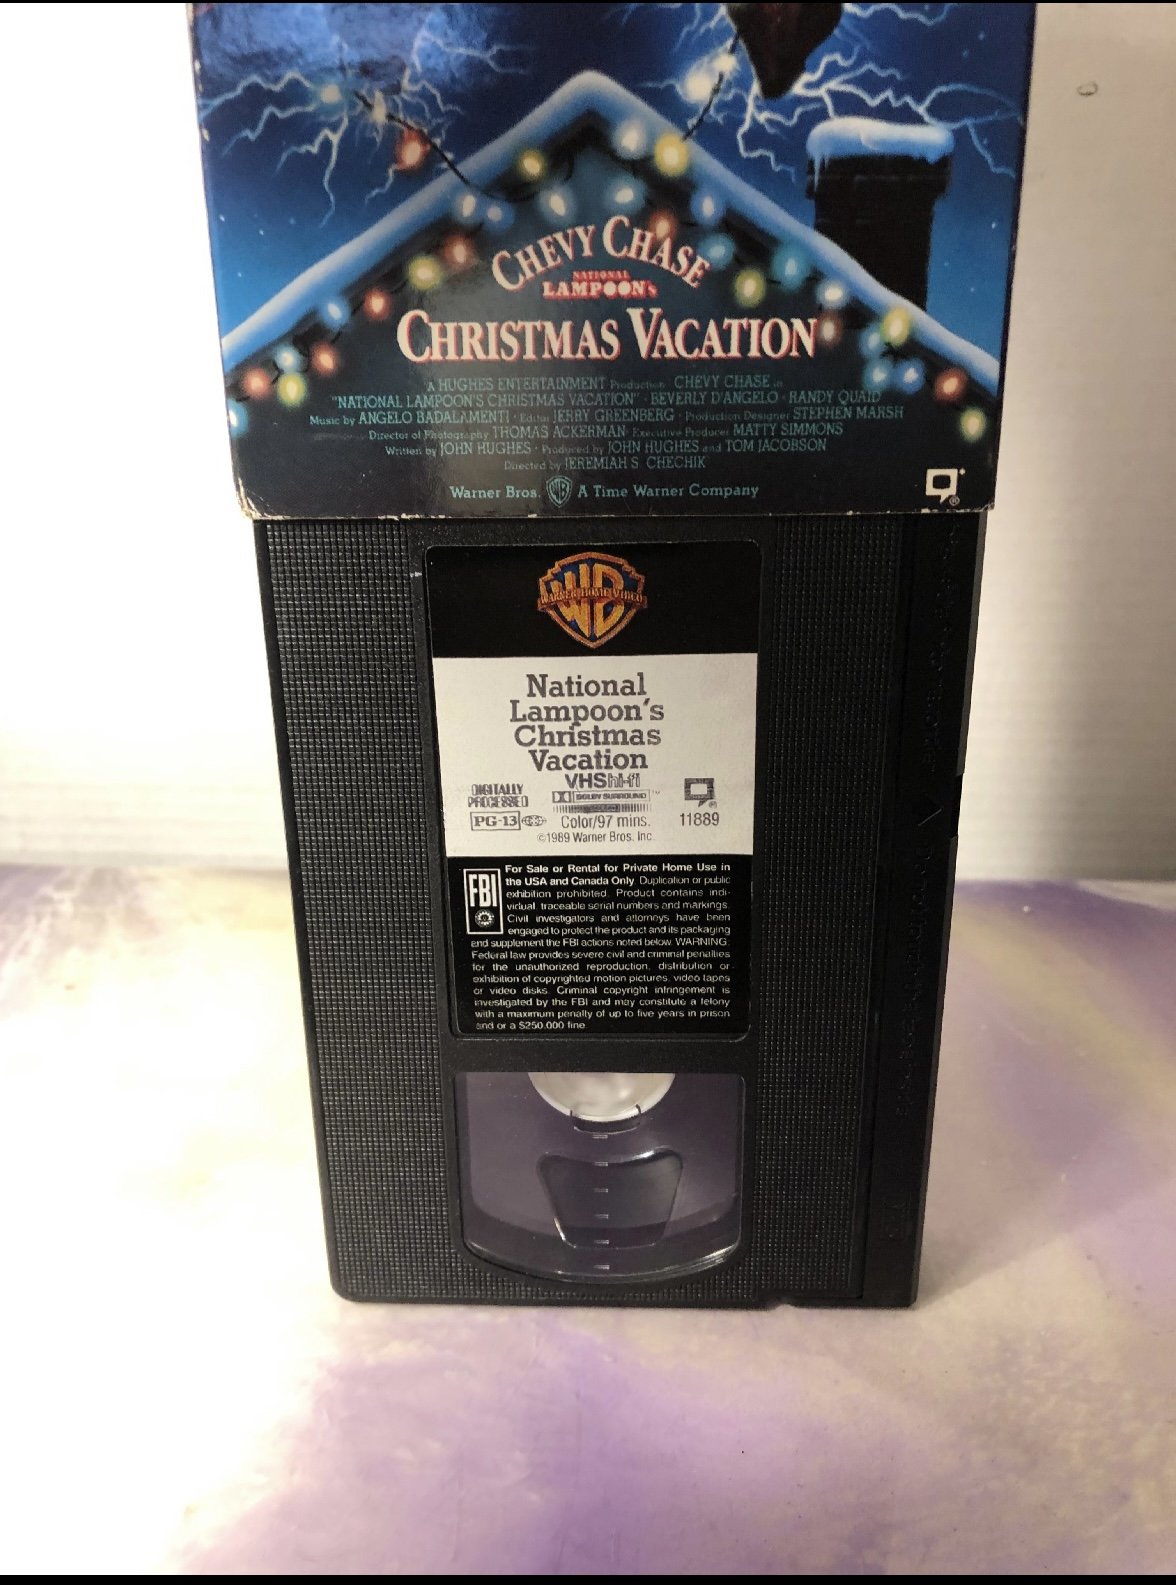 CHEVY CHASE
NATIONAL
LAMPOON'S
CHRISTMAS VACATION
A HUGHES ENTERTAINMENT Production CHEVY CHASE in
"NATIONAL LAMPOON'S CHRISTMAS VACATION" · BEVERLY D'ANGELO · RANDY QUAID
Music by ANGELO BADALAMENTI · Editor JERRY GREENBERG · Production Designer STEPHEN MARSH
Director of Photography THOMAS ACKERMAN Executive Producer MATTY SIMMONS
Written by JOHN HUGHES · Produced by JOHN HUGHES and TOM JACOBSON
Directed by JEREMIAH S. CHECHIK
Warner Bros. WB A Time Warner Company
WB
WARNER HOME VIDEO
National
Lampoon's
Christmas
Vacation
VHS hi-fi
DIGITALLY
PROCESSED
DOLBY SURROUND™
PG-13 Color/97 mins. 11889
©1989 Warner Bros. Inc.
FBI
For Sale or Rental for Private Home Use in
the USA and Canada Only. Duplication or public
exhibition prohibited. Product contains indi-
vidual, traceable serial numbers and markings.
Civil investigators and attorneys have been
engaged to protect the product and its packaging
and supplement the FBI actions noted below. WARNING:
Federal law provides severe civil and criminal penalties
for the unauthorized reproduction, distribution or
exhibition of copyrighted motion pictures, video tapes
or video disks. Criminal copyright infringement is
investigated by the FBI and may constitute a felony
with a maximum penalty of up to five years in prison
and or a $250,000 fine.